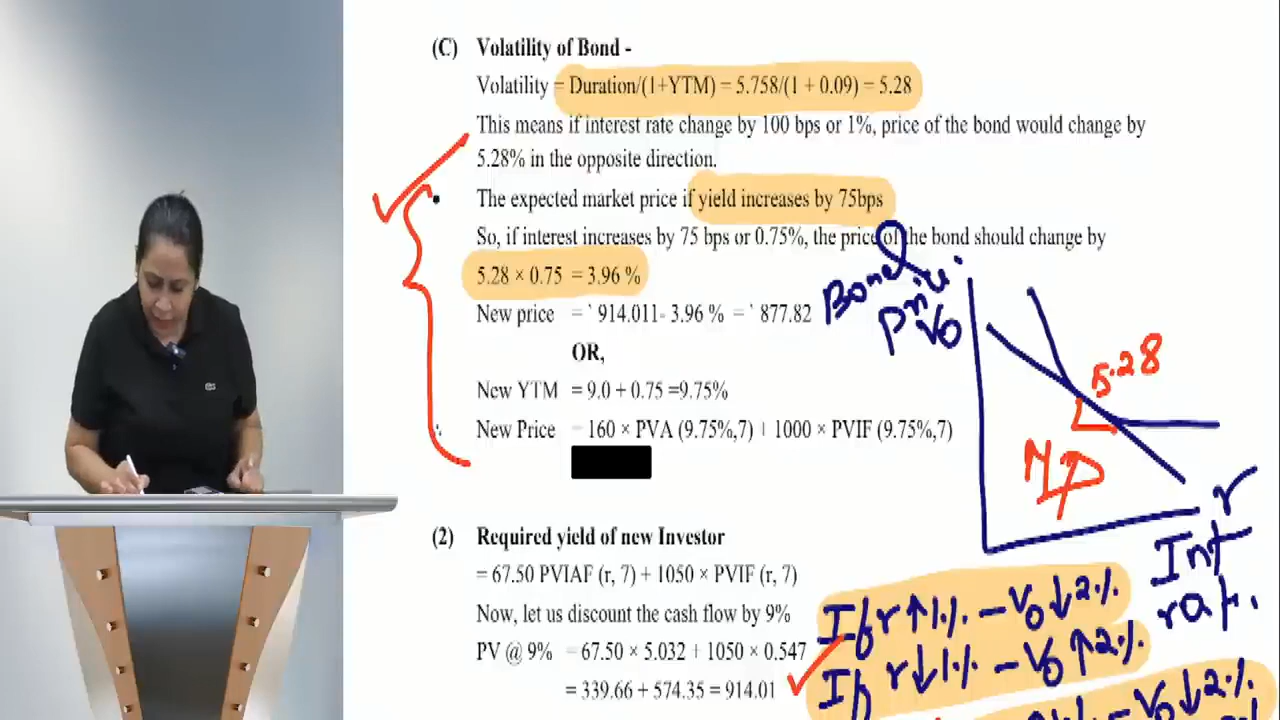 (C) Volatility of Bond -
Volatility = Duration/(1+YTM) = 5.758/(1 + 0.09) = 5.28
This means if interest rate change by 100 bps or 1%, price of the bond would change by
5.28% in the opposite direction.
• The expected market price if yield increases by 75bps
So, if interest increases by 75 bps or 0.75%, the price of the bond should change by
5.28 × 0.75 = 3.96 %
New price = ` 914.011- 3.96 % = ` 877.82
OR,
New YTM = 9.0 + 0.75 =9.75%
∴ New Price = 160 × PVA (9.75%,7) + 1000 × PVIF (9.75%,7)
(2) Required yield of new Investor
= 67.50 PVIAF (r, 7) + 1050 × PVIF (r, 7)
Now, let us discount the cash flow by 9%
PV @ 9% = 67.50 × 5.032 + 1050 × 0.547
= 339.66 + 574.35 = 914.01
Bond
Price
V0
5.28
MD
r
Int
rat.
If r ↑ 1% - V0 ↓ 2%
If r ↓ 1% - V0 ↑ 2%
- V0 ↓ 2%